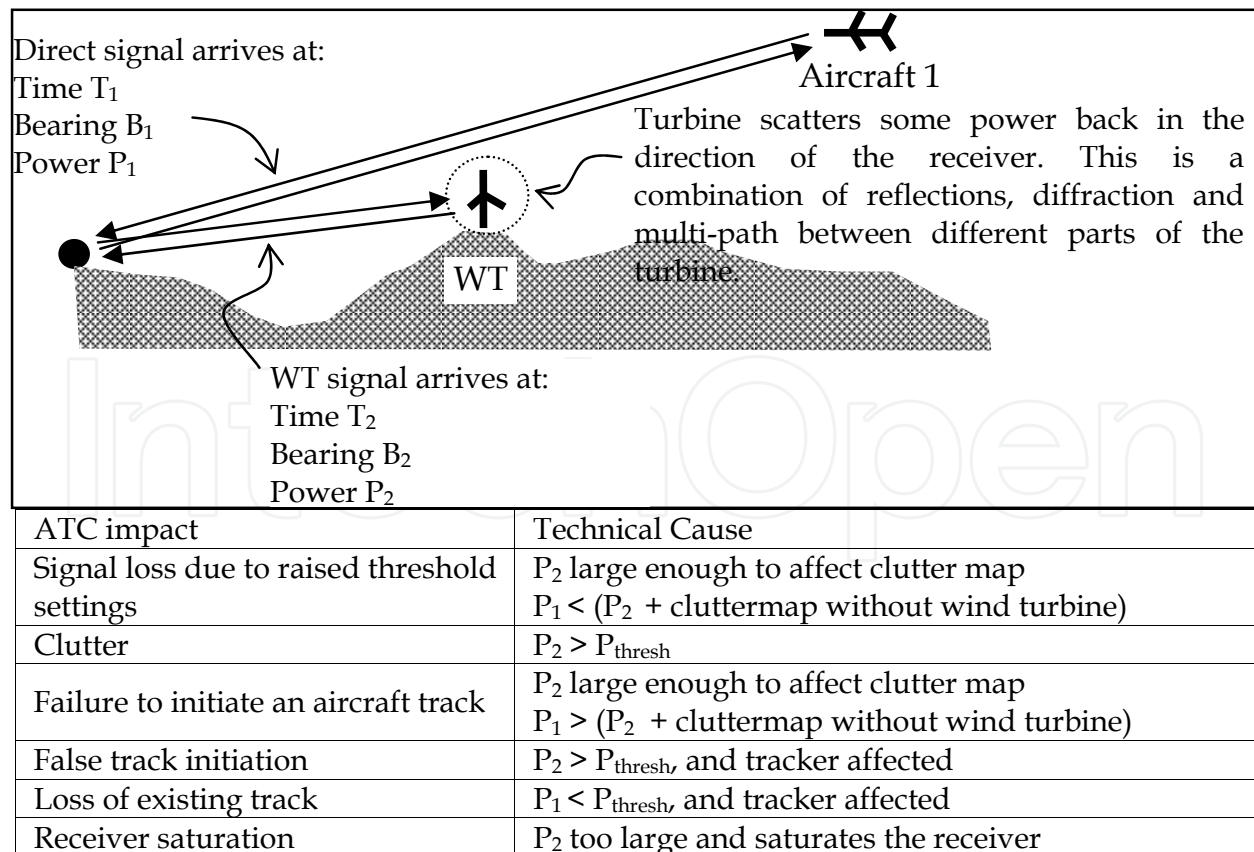 Direct signal arrives at:
Time T₁
Bearing B₁
Power P₁
Aircraft 1
Turbine scatters some power back in the
direction of the receiver. This is a
combination of reflections, diffraction and
multi-path between different parts of the
turbine.
WT
WT signal arrives at:
Time T₂
Bearing B₂
Power P₂
IntechOpen
ATC impact
Technical Cause
Signal loss due to raised threshold
settings
P₂ large enough to affect clutter map
P₁ < (P₂ + cluttermap without wind turbine)
Clutter
P₂ > Pthresh
Failure to initiate an aircraft track
P₂ large enough to affect clutter map
P₁ > (P₂ + cluttermap without wind turbine)
False track initiation
P₂ > Pthresh, and tracker affected
Loss of existing track
P₁ < Pthresh, and tracker affected
Receiver saturation
P₂ too large and saturates the receiver